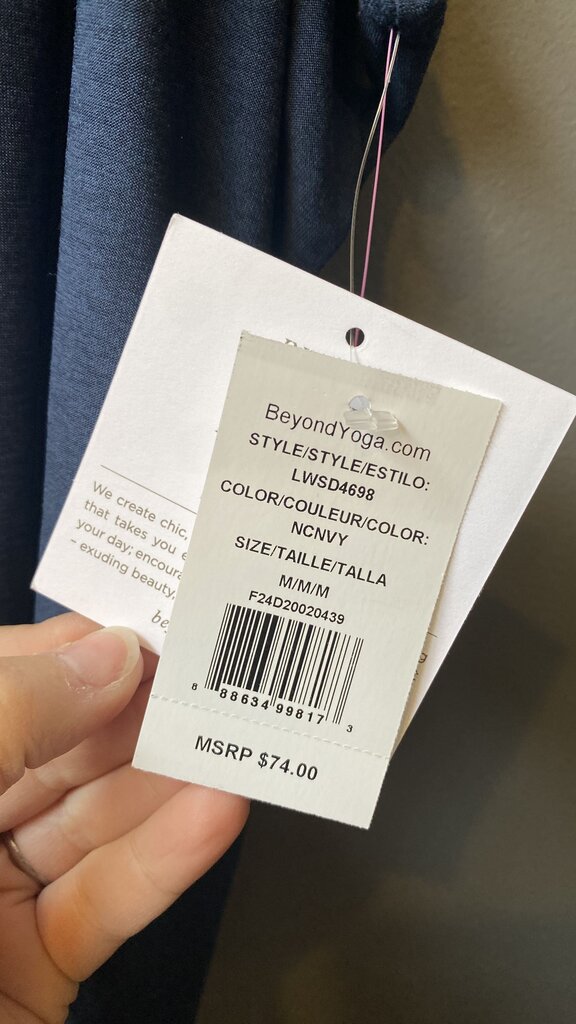 BeyondYoga.com
STYLE/STYLE/ESTILO:
LWSD4698
COLOR/COULEUR/COLOR:
NCNVY
SIZE/TAILLE/TALLA
M/M/M
F24D20020439
8 88634 99817 3
MSRP $74.00
We create chic,
that takes you
your day;
- exuding beauty,